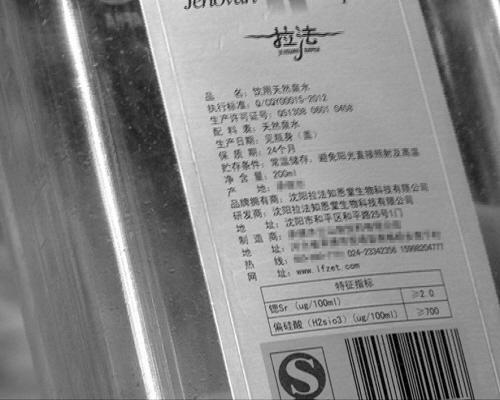 拉法
品 名：饮用天然泉水
执行标准：Q/CQY0001S-2012
生产许可证号：QS1308 0601 0408
配 料 表：天然泉水
生产日期：见瓶身（盖）
保 质 期：24个月
贮存条件：常温储存，避免阳光直接照射及高温
净 含 量：200ml
产 地：
品牌拥有商：沈阳拉法知恩堂生物科技有限公司
研发商：沈阳拉法知恩堂生物科技有限公司
地 址：沈阳市和平区和平路25号1门
制 造 商：
地 址：
热 线： 024-23342356 15998204777
网 址：www.lfzet.com
特征指标
锶Sr（ug/100ml） ≥2.0
偏硅酸（H2sio3）（ug/100ml） ≥700